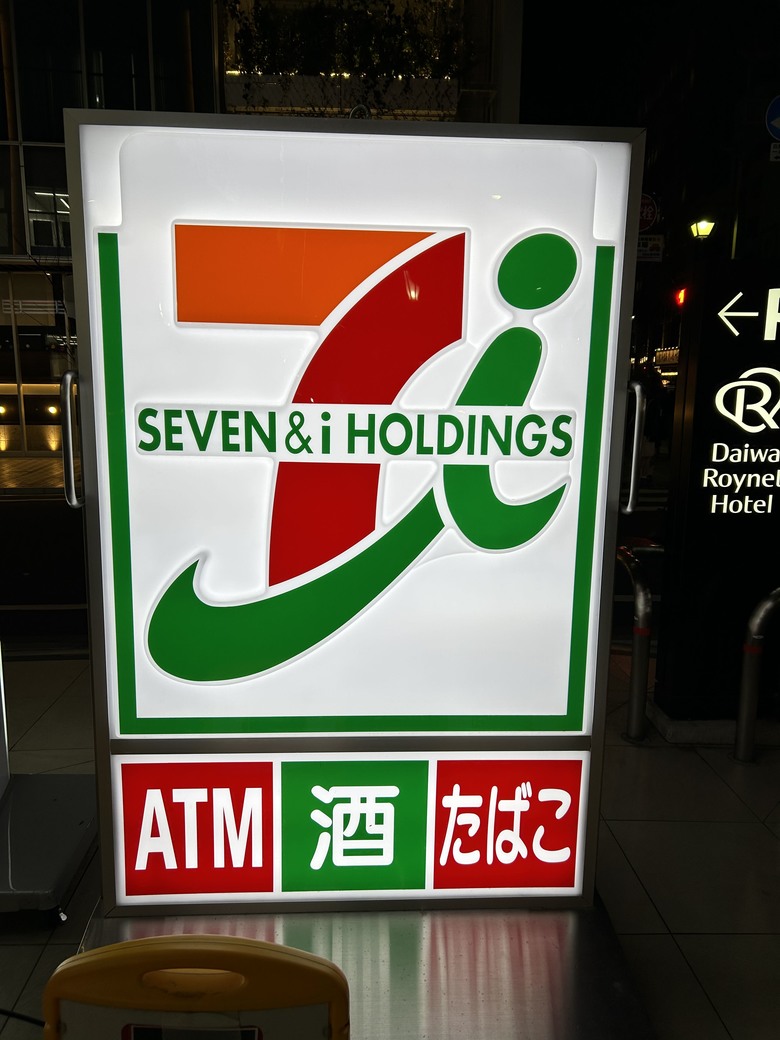 SEVEN & i HOLDINGS
ATM
酒
たばこ
←
Daiwa
Roynet
Hotel